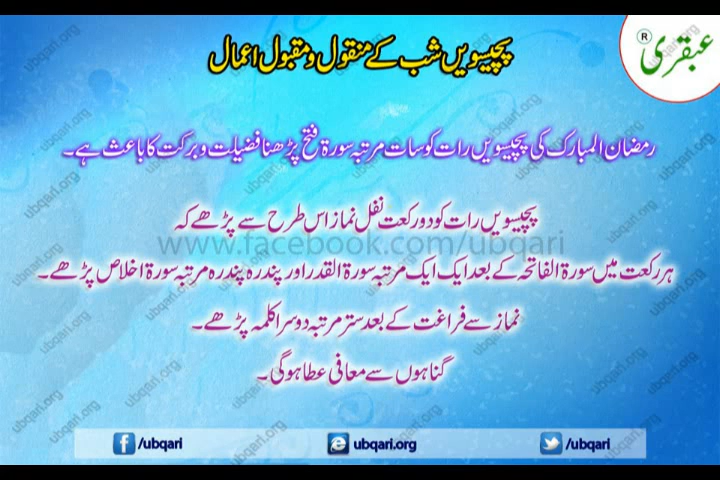 عبقری
R
پچیسویں شب کے منقول و مقبول اعمال
رمضان المبارک کی پچیسویں رات کو سات مرتبہ سورۃ فتح پڑھنا فضیلت و برکت کا باعث ہے۔
پچیسویں رات کو دو رکعت نفل نماز اس طرح سے پڑھے کہ
www.facebook.com/ubqari
ہر رکعت میں سورۃ الفاتحہ کے بعد ایک ایک مرتبہ سورۃ القدر اور پندرہ پندرہ مرتبہ سورۃ اخلاص پڑھے۔
نماز سے فراغت کے بعد ستر مرتبہ دوسرا کلمہ پڑھے۔
گناہوں سے معافی عطا ہوگی۔
/ubqari ubqari.org /ubqari